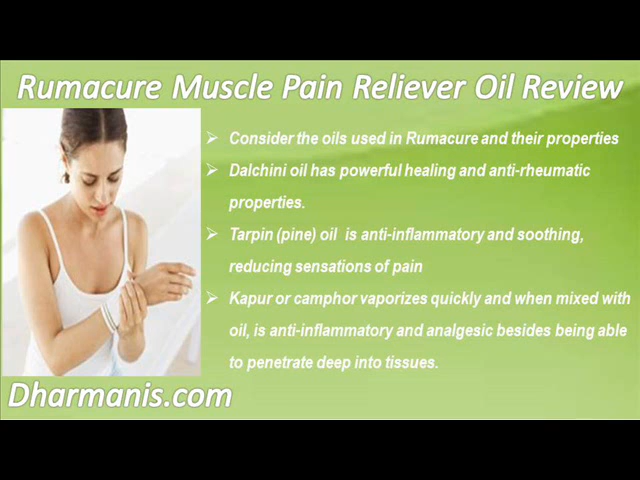 Rumacure Muscle Pain Reliever Oil Review
Consider the oils used in Rumacure and their properties
Dalchini oil has powerful healing and anti-rheumatic
properties.
Tarpin (pine) oil is anti-inflammatory and soothing,
reducing sensations of pain
Kapur or camphor vaporizes quickly and when mixed with
oil, is anti-inflammatory and analgesic besides being able
to penetrate deep into tissues.
Dharmanis.com